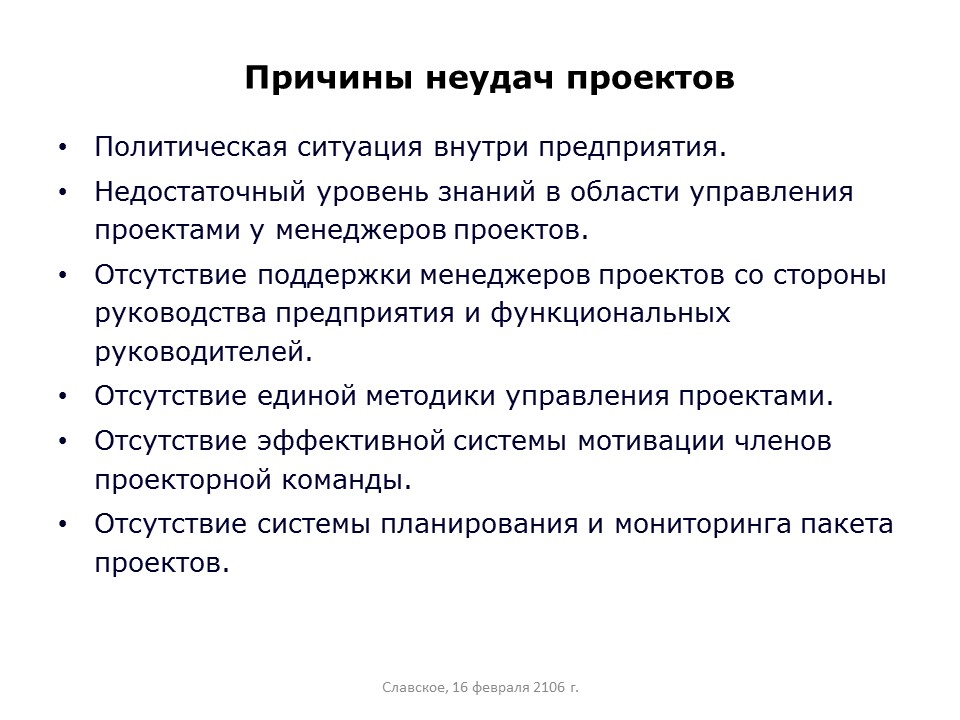 Причины неудач проектов
• Политическая ситуация внутри предприятия.
• Недостаточный уровень знаний в области управления
проектами у менеджеров проектов.
• Отсутствие поддержки менеджеров проектов со стороны
руководства предприятия и функциональных
руководителей.
• Отсутствие единой методики управления проектами.
• Отсутствие эффективной системы мотивации членов
проекторной команды.
• Отсутствие системы планирования и мониторинга пакета
проектов.
Славское, 16 февраля 2106 г.